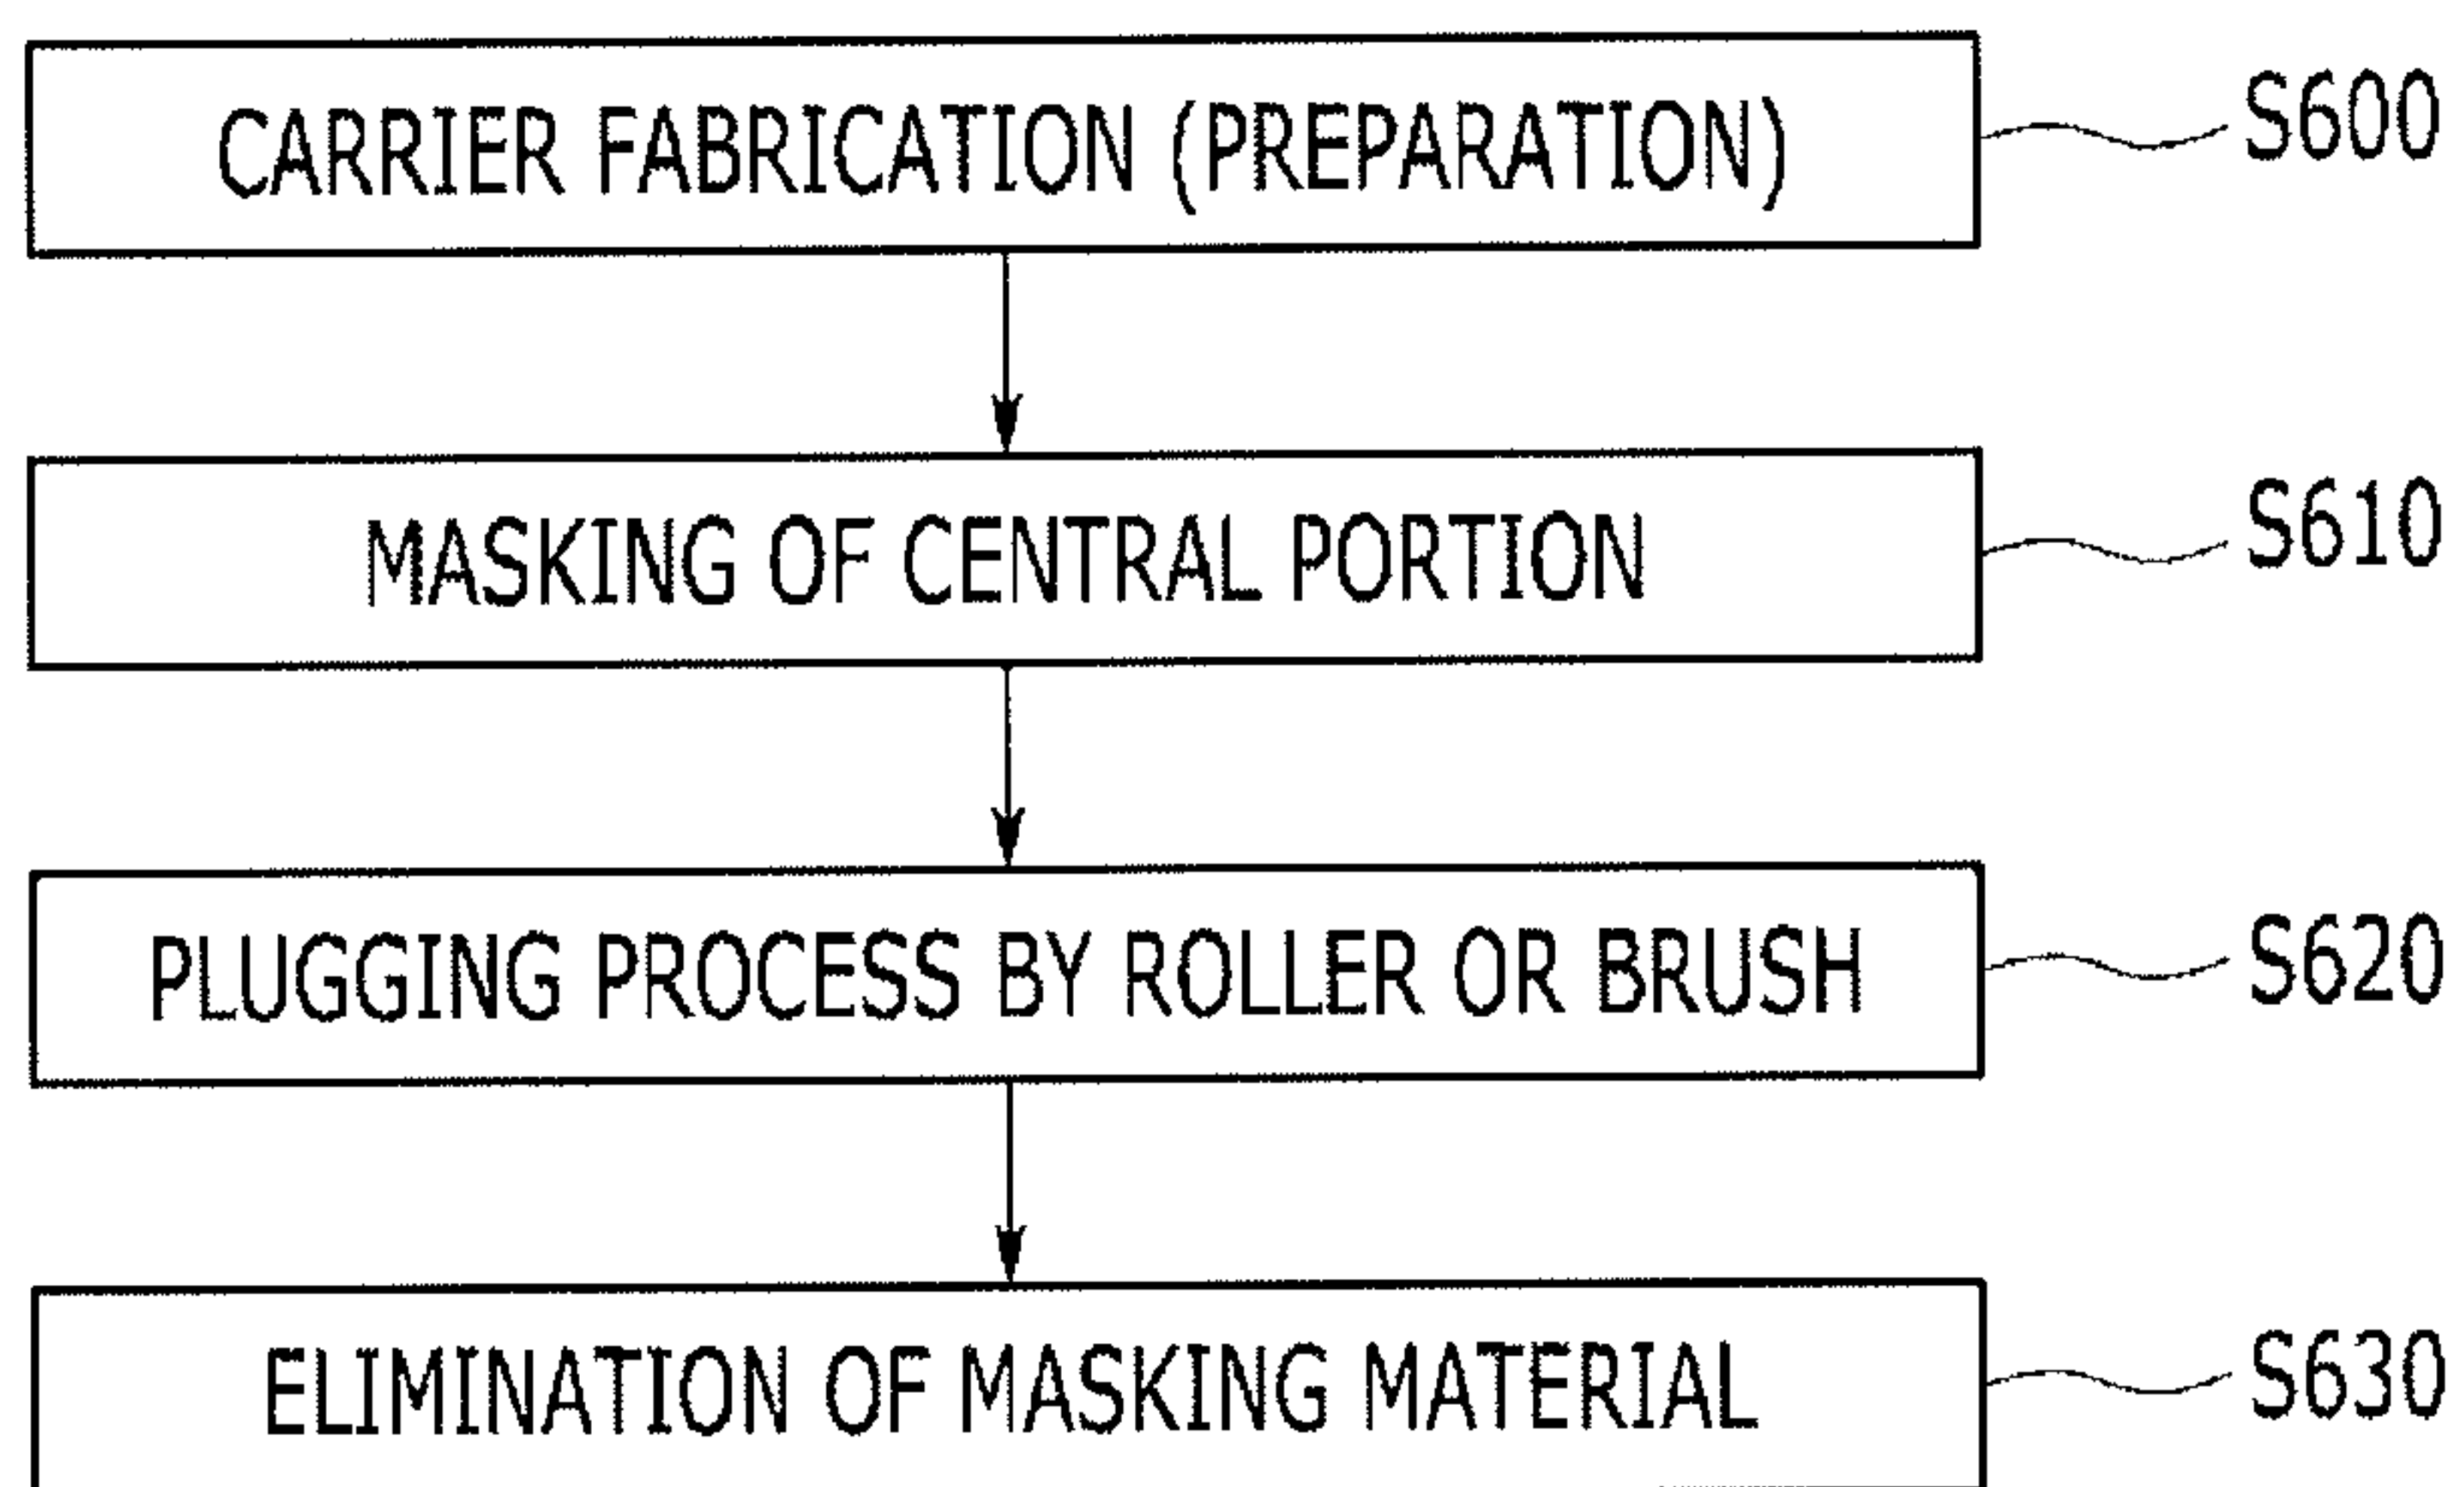 CARRIER FABRICATION (PREPARATION) S600
MASKING OF CENTRAL PORTION S610
PLUGGING PROCESS BY ROLLER OR BRUSH S620
ELIMINATION OF MASKING MATERIAL S630